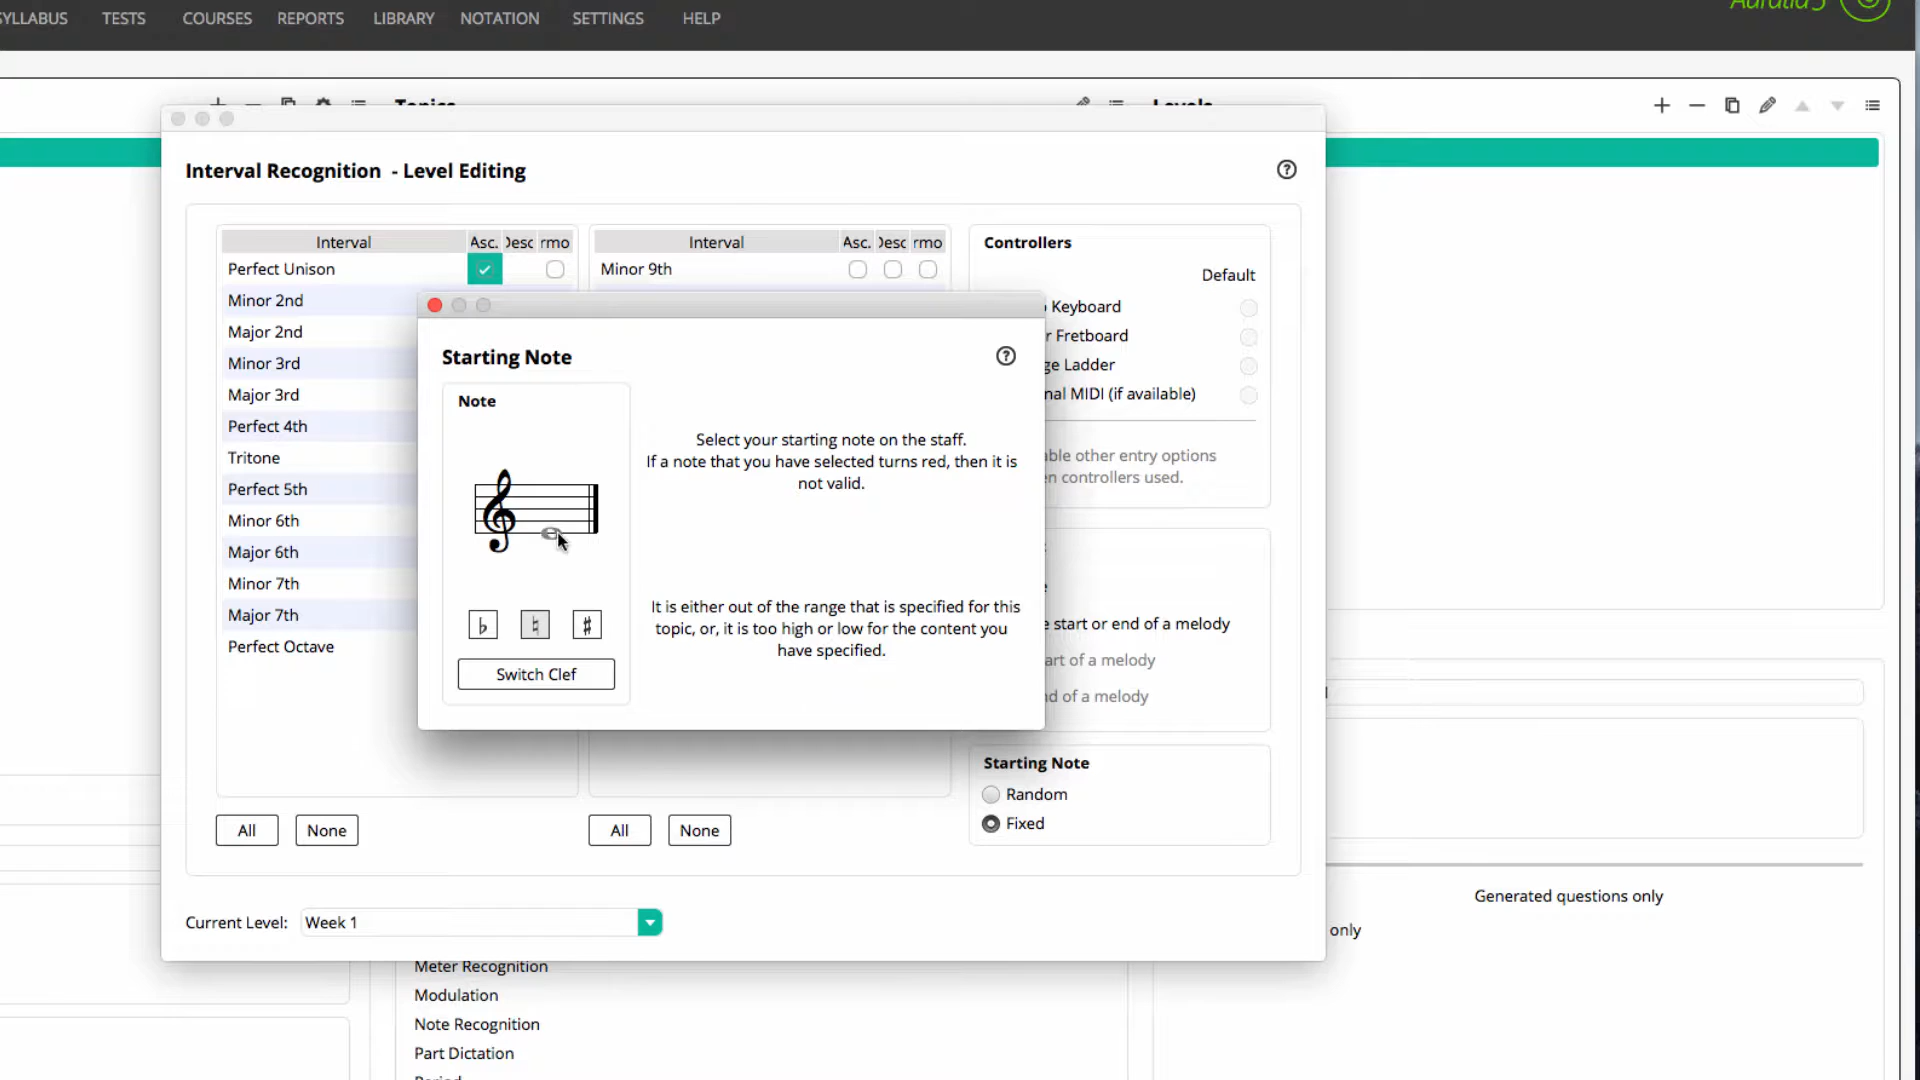 SYLLABUS TESTS COURSES REPORTS LIBRARY NOTATION SETTINGS HELP
Topics Levels
Interval Recognition - Level Editing
Interval Asc. Desc rmo Interval Asc. Desc rmo Controllers
Perfect Unison Minor 9th Default
Minor 2nd Keyboard
Major 2nd r Fretboard
Minor 3rd ge Ladder
Major 3rd nal MIDI (if available)
Perfect 4th
Tritone able other entry options
Perfect 5th en controllers used.
Minor 6th
Major 6th
Minor 7th
Major 7th e start or end of a melody
Perfect Octave art of a melody
nd of a melody
Starting Note
Note
Select your starting note on the staff.
If a note that you have selected turns red, then it is
not valid.
It is either out of the range that is specified for this
topic, or, it is too high or low for the content you
have specified.
Switch Clef
Starting Note
Random
Fixed
All None All None
Current Level: Week 1
Generated questions only
only
Meter Recognition
Modulation
Note Recognition
Part Dictation